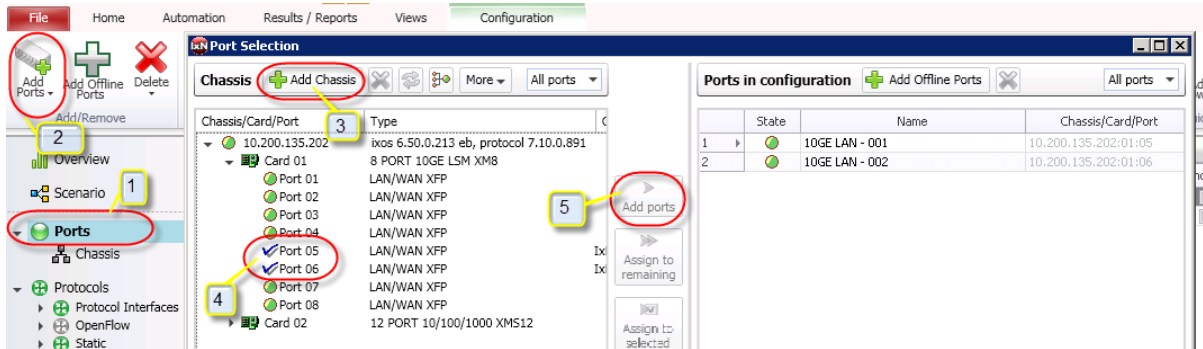 File Home Automation Results / Reports Views Configuration
Add Ports
Add Offline Ports
Delete
Add/Remove
2
Overview
Scenario
1
Ports
Chassis
Protocols
Protocol Interfaces
OpenFlow
Static
IxN Port Selection
Chassis Add Chassis More All ports
3
Chassis/Card/Port Type
10.200.135.202 ixos 6.50.0.213 eb, protocol 7.10.0.891
Card 01 8 PORT 10GE LSM XM8
Port 01 LAN/WAN XFP
Port 02 LAN/WAN XFP
Port 03 LAN/WAN XFP
Port 04 LAN/WAN XFP
Port 05 LAN/WAN XFP
Port 06 LAN/WAN XFP
Port 07 LAN/WAN XFP
Port 08 LAN/WAN XFP
Card 02 12 PORT 10/100/1000 XMS12
4
5
Add ports
Assign to remaining
Assign to selected
Ports in configuration Add Offline Ports All ports
State Name Chassis/Card/Port
1 10GE LAN - 001 10.200.135.202:01:05
2 10GE LAN - 002 10.200.135.202:01:06